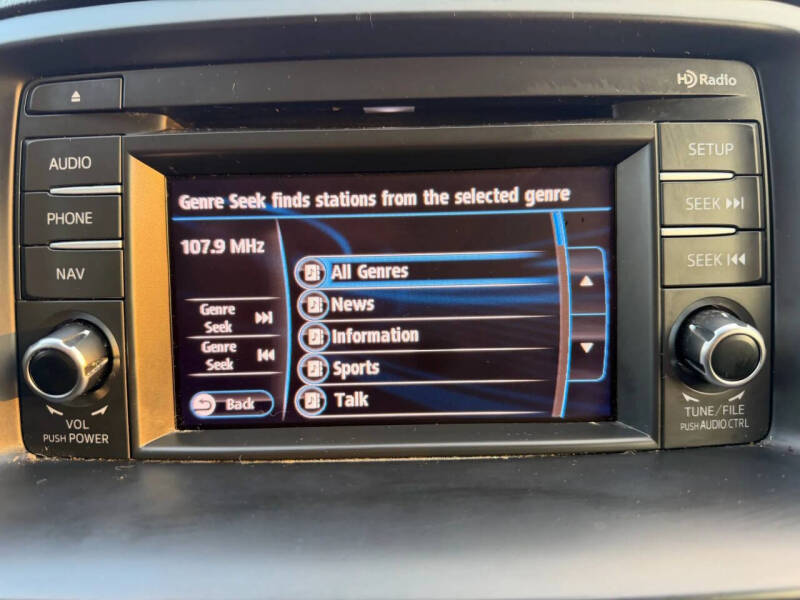 HD Radio
AUDIO
PHONE
NAV
VOL
PUSH POWER
Genre Seek finds stations from the selected genre
107.9 MHz
Genre
Seek
Genre
Seek
Back
All Genres
News
Information
Sports
Talk
SETUP
SEEK
SEEK
TUNE/FILE
PUSH AUDIO CTRL